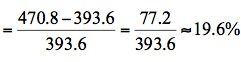 = (470.8 – 393.6) / 393.6 = 77.2 / 393.6 ≈ 19.6%